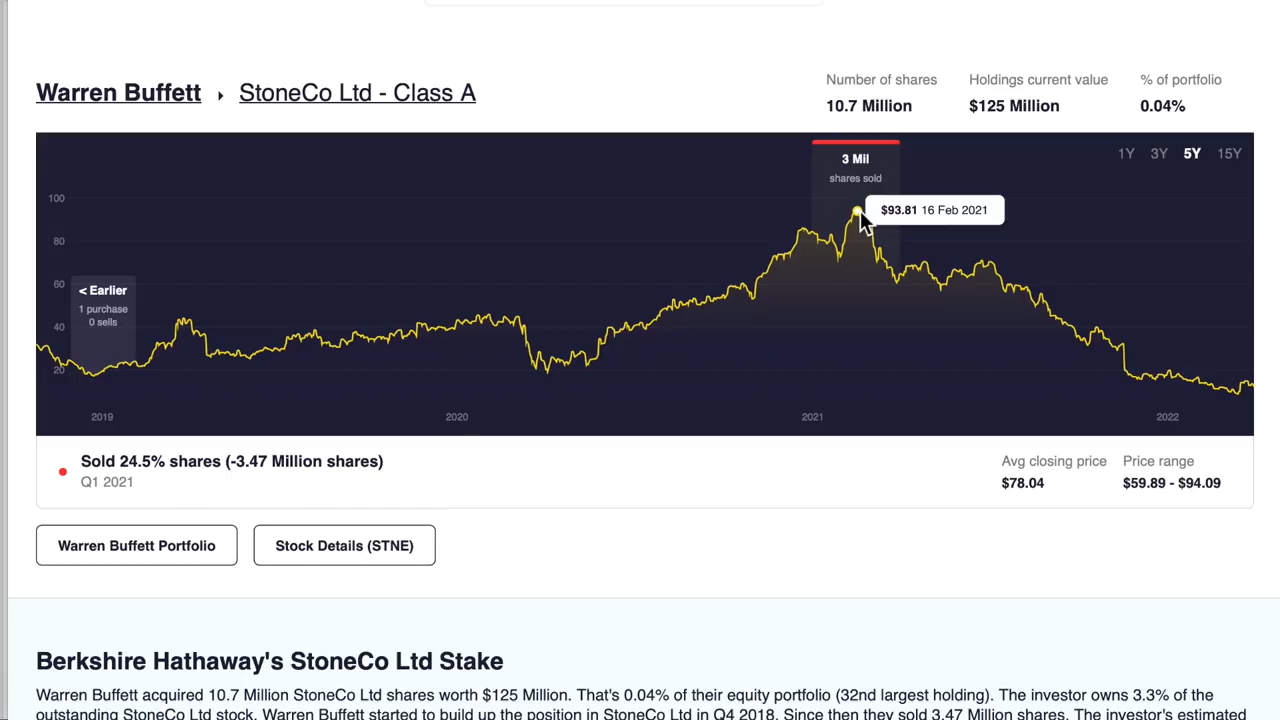 Warren Buffett ▸ StoneCo Ltd - Class A
Number of shares
10.7 Million
Holdings current value
$125 Million
% of portfolio
0.04%
1Y 3Y 5Y 15Y
3 Mil
shares sold
$93.81 16 Feb 2021
100
80
60
40
20
< Earlier
1 purchase
0 sells
2019 2020 2021 2022
Sold 24.5% shares (-3.47 Million shares)
Q1 2021
Avg closing price
$78.04
Price range
$59.89 - $94.09
Warren Buffett Portfolio
Stock Details (STNE)
Berkshire Hathaway's StoneCo Ltd Stake
Warren Buffett acquired 10.7 Million StoneCo Ltd shares worth $125 Million. That's 0.04% of their equity portfolio (32nd largest holding). The investor owns 3.3% of the
outstanding StoneCo Ltd stock. Warren Buffett started to build up the position in StoneCo Ltd in Q4 2018. Since then they sold 3.47 Million shares. The investor's estimated